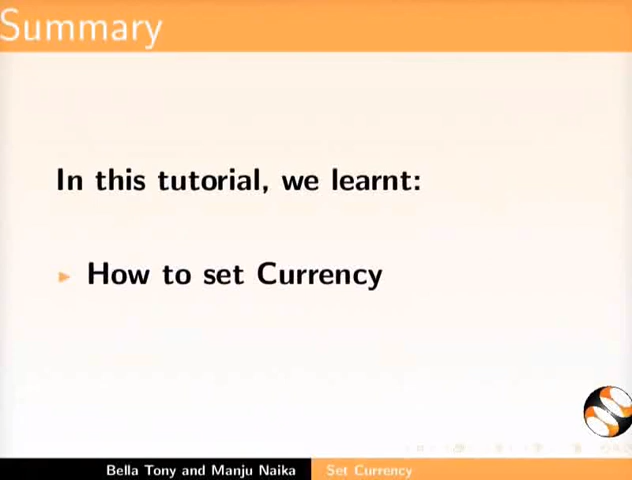 Summary
In this tutorial, we learnt:
How to set Currency
Bella Tony and Manju Naika
Set Currency